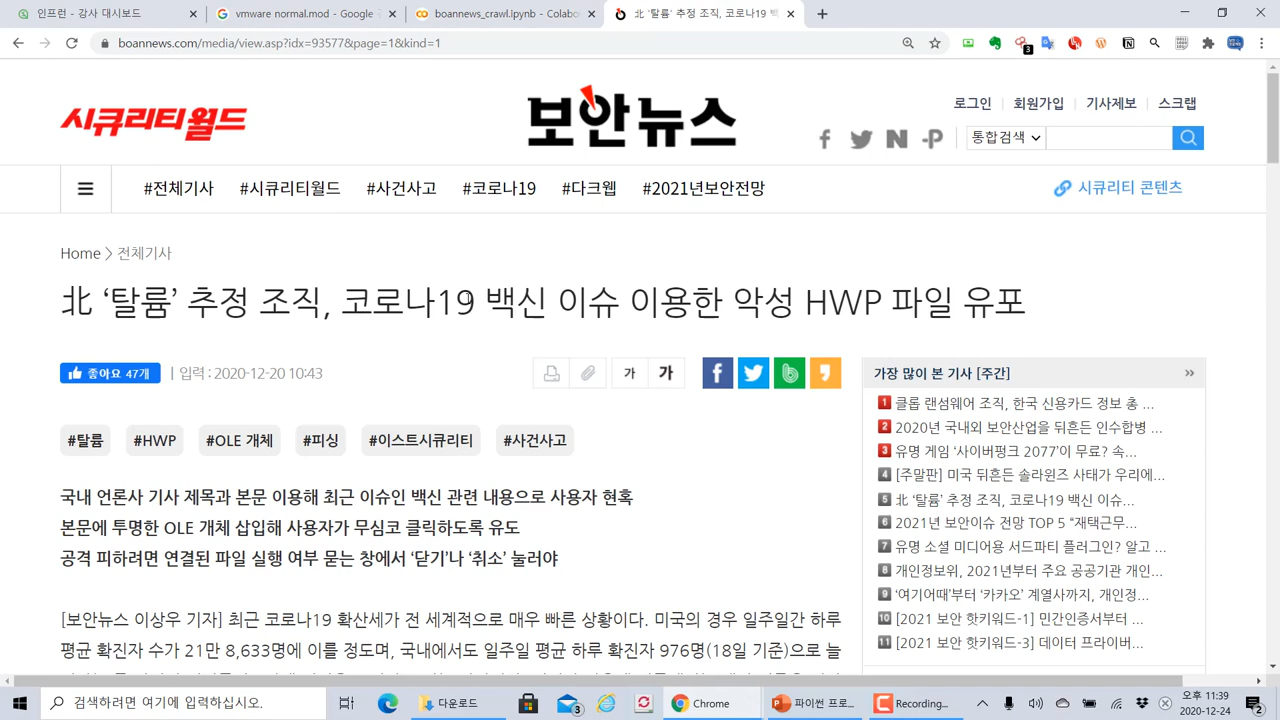 인프런 - 강사 대시보드
vmware normal.mod - Google
boannews_crawl.ipynb - Colabo
北 '탈륨' 추정 조직, 코로나19 백
boannews.com/media/view.asp?idx=93577&page=1&kind=1
3
시큐리티월드
보안뉴스
로그인 | 회원가입 | 기사제보 | 스크랩
통합검색
#전체기사 #시큐리티월드 #사건사고 #코로나19 #다크웹 #2021년보안전망
시큐리티 콘텐츠
Home > 전체기사
北 ‘탈륨’ 추정 조직, 코로나19 백신 이슈 이용한 악성 HWP 파일 유포
좋아요 47개 | 입력 : 2020-12-20 10:43
가 가
#탈륨 #HWP #OLE 개체 #피싱 #이스트시큐리티 #사건사고
국내 언론사 기사 제목과 본문 이용해 최근 이슈인 백신 관련 내용으로 사용자 현혹
본문에 투명한 OLE 개체 삽입해 사용자가 무심코 클릭하도록 유도
공격 피하려면 연결된 파일 실행 여부 묻는 창에서 ‘닫기’나 ‘취소’ 눌러야
[보안뉴스 이상우 기자] 최근 코로나19 확산세가 전 세계적으로 매우 빠른 상황이다. 미국의 경우 일주일간 하루
평균 확진자 수가 21만 8,633명에 이를 정도며, 국내에서도 일주일 평균 하루 확진자 976명(18일 기준)으로 늘
가장 많이 본 기사 [주간] »
1 클롭 랜섬웨어 조직, 한국 신용카드 정보 총 ...
2 2020년 국내외 보안산업을 뒤흔든 인수합병 ...
3 유명 게임 ‘사이버펑크 2077’이 무료? 속...
4 [주말판] 미국 뒤흔든 솔라윈즈 사태가 우리에...
5 北 ‘탈륨’ 추정 조직, 코로나19 백신 이슈...
6 2021년 보안이슈 전망 TOP 5 “재택근무...
7 유명 소셜 미디어용 서드파티 플러그인? 알고 ...
8 개인정보위, 2021년부터 주요 공공기관 개인...
9 ‘여기어때’부터 ‘카카오’ 계열사까지, 개인정...
10 [2021 보안 핫키워드-1] 민간인증서부터 ...
11 [2021 보안 핫키워드-3] 데이터 프라이버...
검색하려면 여기에 입력하십시오.
다운로드
3
Chrome
파이썬 프로...
Recording...
오후 11:39
2020-12-24
2